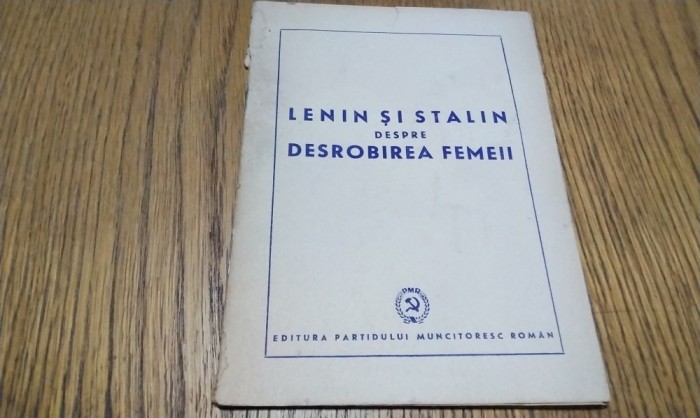 LENIN ȘI STALIN
DESPRE
DESROBIREA FEMEII
PMR
EDITURA PARTIDULUI MUNCITORESC ROMÂN